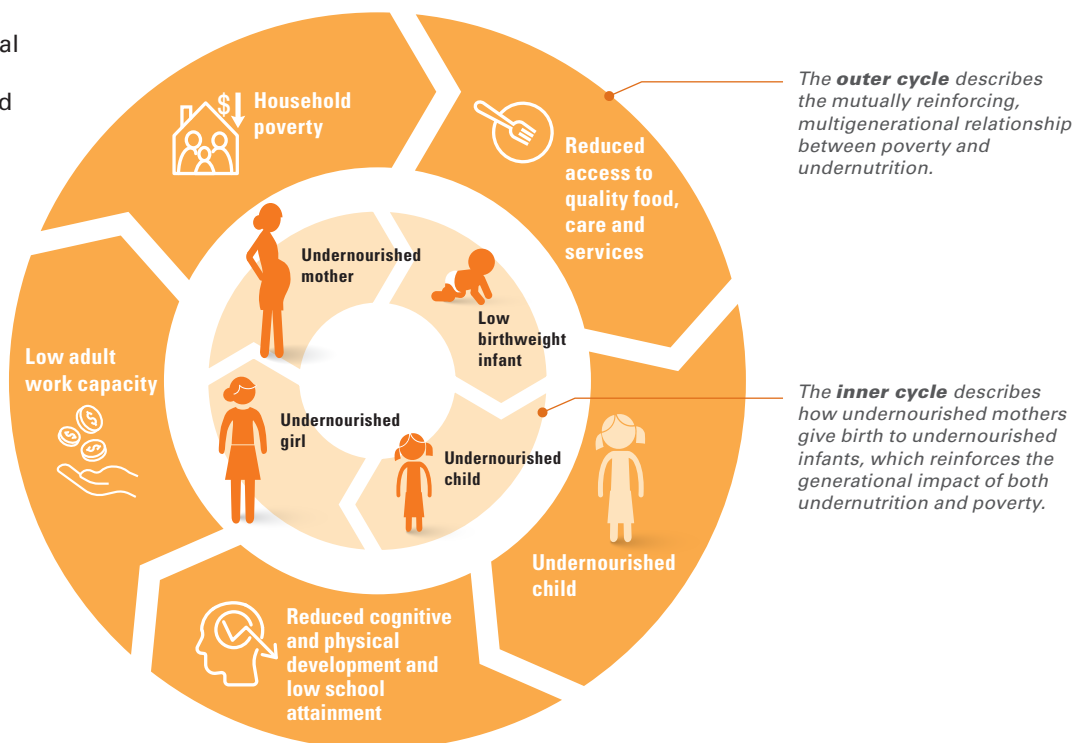 al
d
Household
poverty
$
Reduced
access to
quality food,
care and
services
The outer cycle describes
the mutually reinforcing,
multigenerational relationship
between poverty and
undernutrition.
Undernourished
mother
Low
birthweight
infant
Low adult
work capacity
$
$
$
Undernourished
girl
Undernourished
child
The inner cycle describes
how undernourished mothers
give birth to undernourished
infants, which reinforces the
generational impact of both
undernutrition and poverty.
Undernourished
child
Reduced cognitive
and physical
development and
low school
attainment